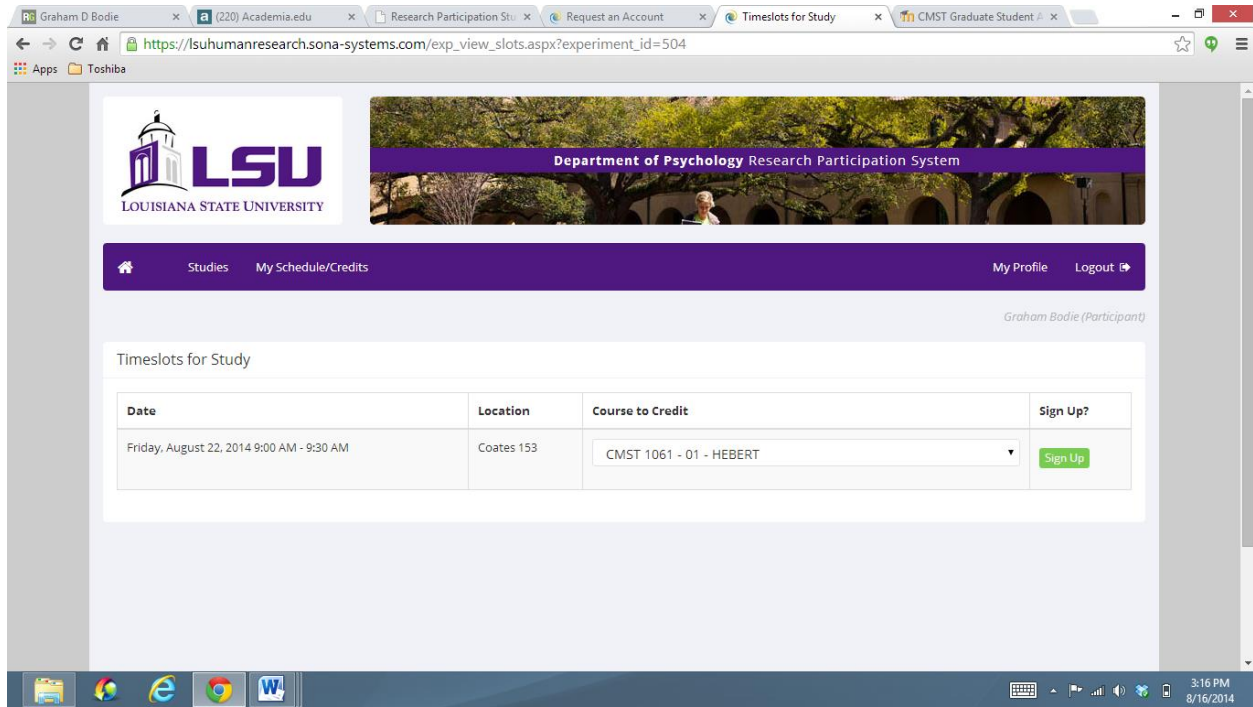 Graham D Bodie
(220) Academia.edu
Research Participation Stu
Request an Account
Timeslots for Study
CMST Graduate Student A
https://lsuhumanresearch.sona-systems.com/exp_view_slots.aspx?experiment_id=504
Apps Toshiba
LSU
LOUISIANA STATE UNIVERSITY
Department of Psychology Research Participation System
Studies My Schedule/Credits My Profile Logout
Graham Bodie (Participant)
Timeslots for Study
Date Location Course to Credit Sign Up?
Friday, August 22, 2014 9:00 AM - 9:30 AM Coates 153 CMST 1061 - 01 - HEBERT Sign Up
3:16 PM
8/16/2014